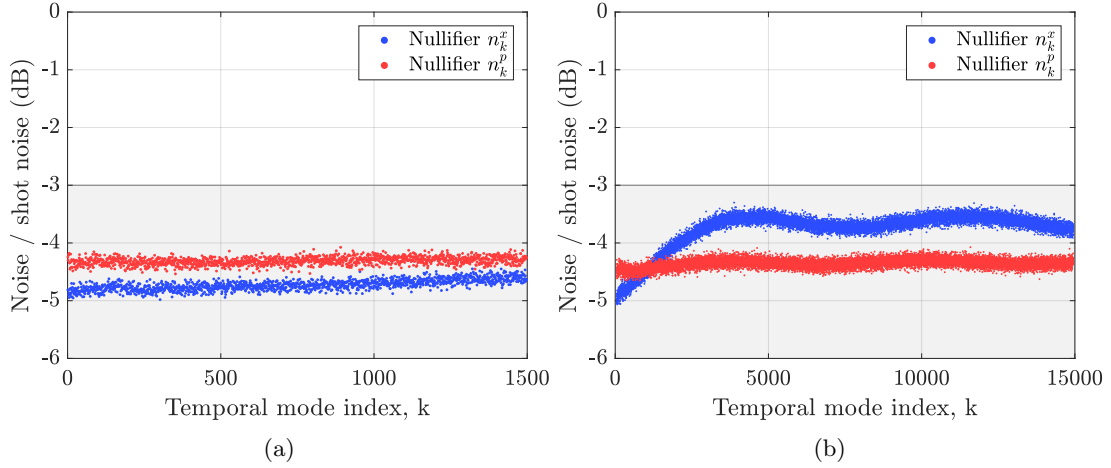 0
-1
-2
-3
-4
-5
-6
Noise / shot noise (dB)
Nullifier n_k^x
Nullifier n_k^p
0
500
1000
1500
Temporal mode index, k
(a)
0
-1
-2
-3
-4
-5
-6
Noise / shot noise (dB)
Nullifier n_k^x
Nullifier n_k^p
0
5000
10000
15000
Temporal mode index, k
(b)